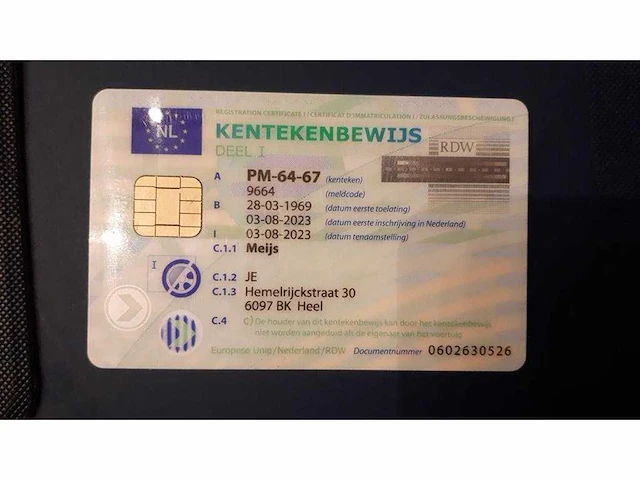 REGISTRATION CERTIFICATE I / CERTIFICAT D'IMMATRICULATION I / ZULASSUNGSBESCHEINIGUNG I
NL
KENTEKENBEWIJS
DEEL I
RDW
A PM-64-67 (kenteken)
9664 (meldcode)
B 28-03-1969 (datum eerste toelating)
03-08-2023 (datum eerste inschrijving in Nederland)
I 03-08-2023 (datum tenaamstelling)
C.1.1 Meijs
I
C.1.2 JE
C.1.3 Hemelrijckstraat 30
6097 BK Heel
C.4 c) De houder van dit kentekenbewijs kan door het kentekenbewijs
niet worden aangeduid als de eigenaar van het voertuig
Europese Unie/Nederland/RDW Documentnummer 0602630526